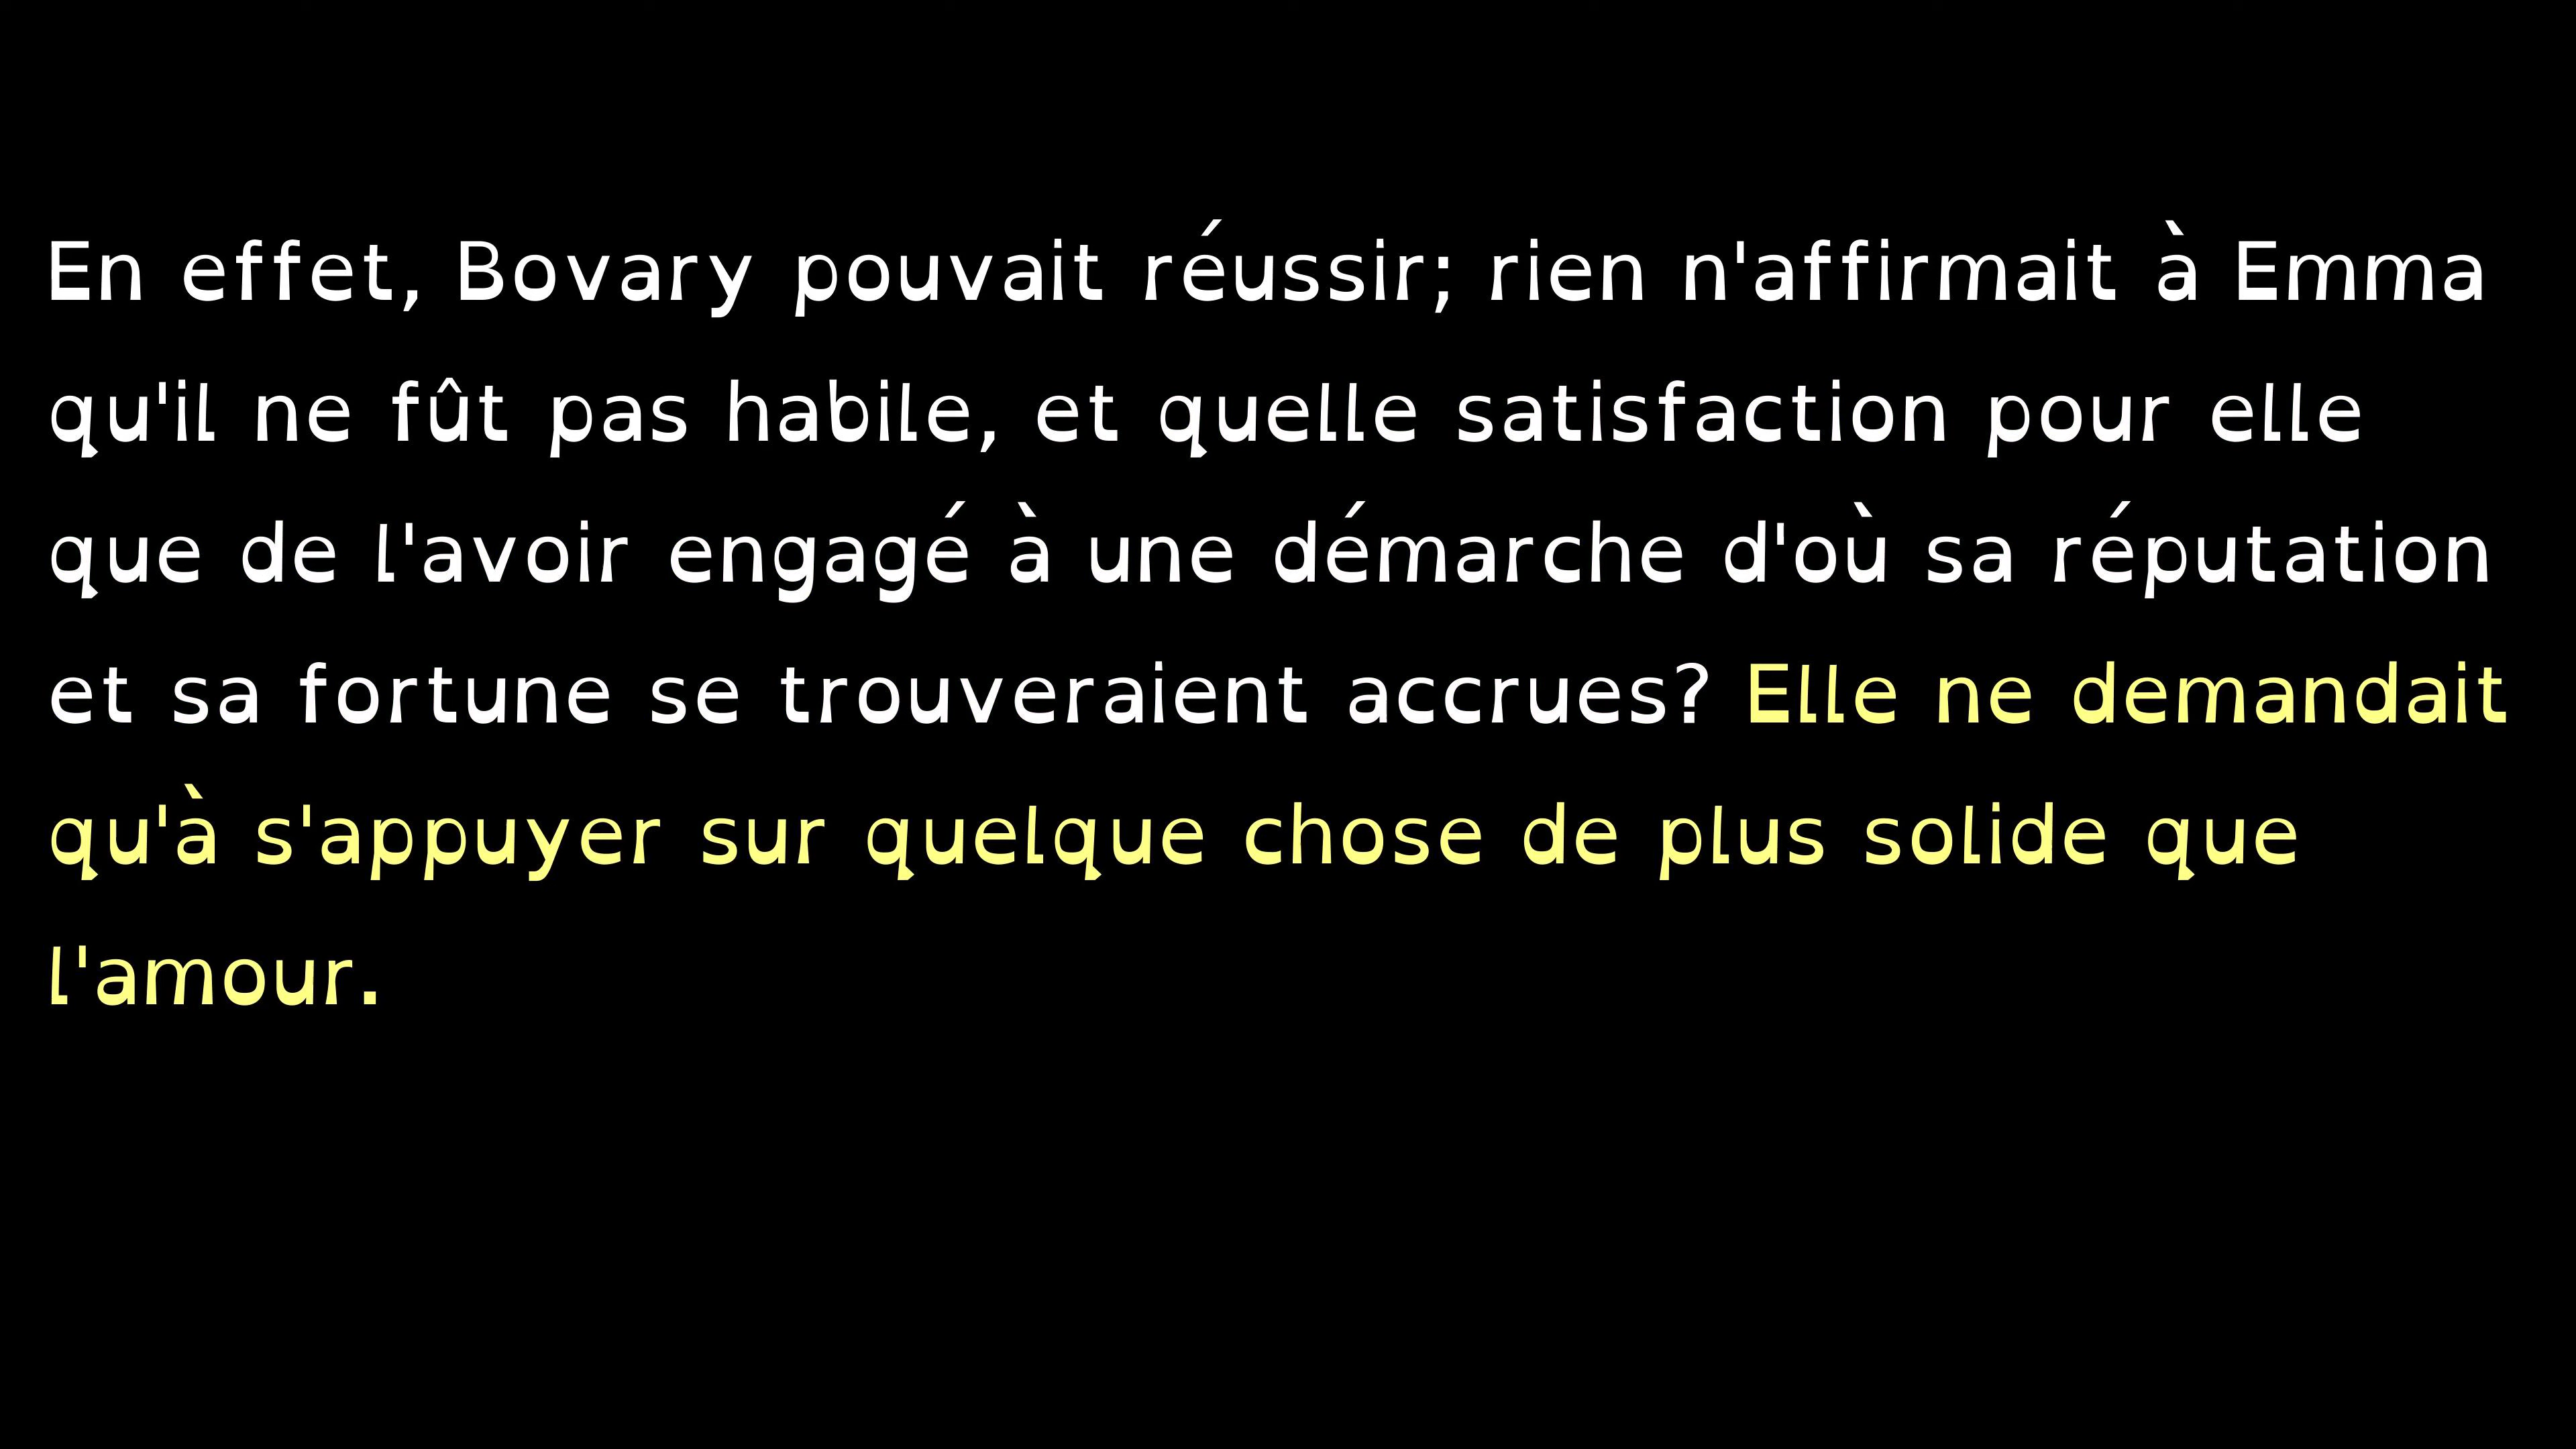 En effet, Bovary pouvait réussir; rien n'affirmait à Emma
qu'il ne fût pas habile, et quelle satisfaction pour elle
que de l'avoir engagé à une démarche d'où sa réputation
et sa fortune se trouveraient accrues? Elle ne demandait
qu'à s'appuyer sur quelque chose de plus solide que
l'amour.